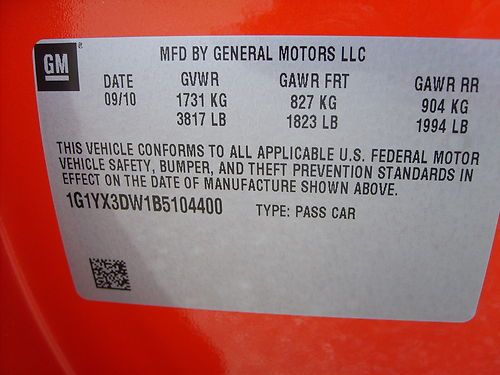 GM ®
MFD BY GENERAL MOTORS LLC
DATE GVWR GAWR FRT GAWR RR
09/10 1731 KG 827 KG 904 KG
3817 LB 1823 LB 1994 LB
THIS VEHICLE CONFORMS TO ALL APPLICABLE U.S. FEDERAL MOTOR
VEHICLE SAFETY, BUMPER, AND THEFT PREVENTION STANDARDS IN
EFFECT ON THE DATE OF MANUFACTURE SHOWN ABOVE.
1G1YX3DW1B5104400 TYPE: PASS CAR